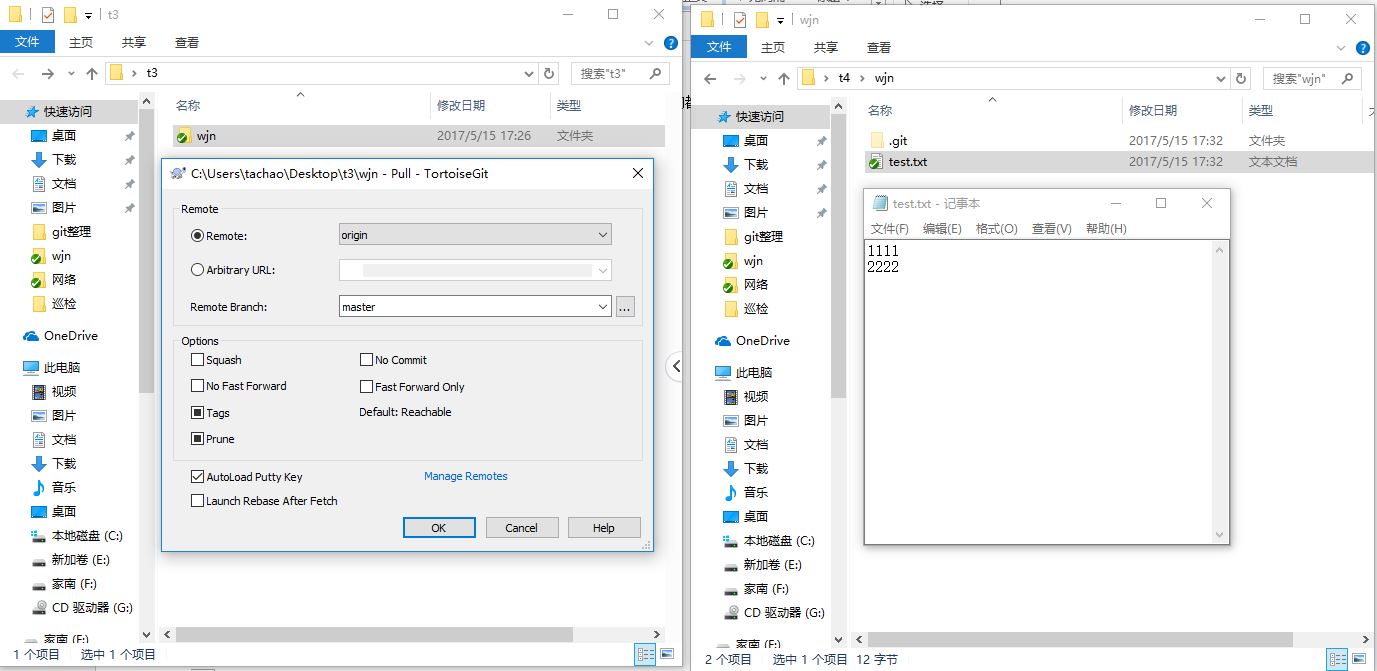 t3
文件 主页 共享 查看
t3
搜索"t3"
名称 修改日期 类型
快速访问
wjn 2017/5/15 17:26 文件夹
桌面
下载
文档
图片
git整理
wjn
网络
巡检
OneDrive
此电脑
视频
图片
文档
下载
音乐
桌面
本地磁盘 (C:)
新加卷 (E:)
家南 (F:)
CD 驱动器 (G:)
家南 (F:)
1 个项目 选中 1 个项目
C:\Users\tachao\Desktop\t3\wjn - Pull - TortoiseGit
Remote
Remote: origin
Arbitrary URL:
Remote Branch: master ...
Options
Squash No Commit
No Fast Forward Fast Forward Only
Tags Default: Reachable
Prune
AutoLoad Putty Key Manage Remotes
Launch Rebase After Fetch
OK Cancel Help
wjn
文件 主页 共享 查看
t4 wjn
搜索"wjn"
名称 修改日期 类型
快速访问
.git 2017/5/15 17:32 文件夹
test.txt 2017/5/15 17:32 文本文档
桌面
下载
文档
图片
git整理
wjn
网络
巡检
OneDrive
此电脑
视频
图片
文档
下载
音乐
桌面
本地磁盘 (C:)
新加卷 (E:)
家南 (F:)
CD 驱动器 (G:)
家南 (F:)
2 个项目 选中 1 个项目 12 字节
test.txt - 记事本
文件(F) 编辑(E) 格式(O) 查看(V) 帮助(H)
1111
2222